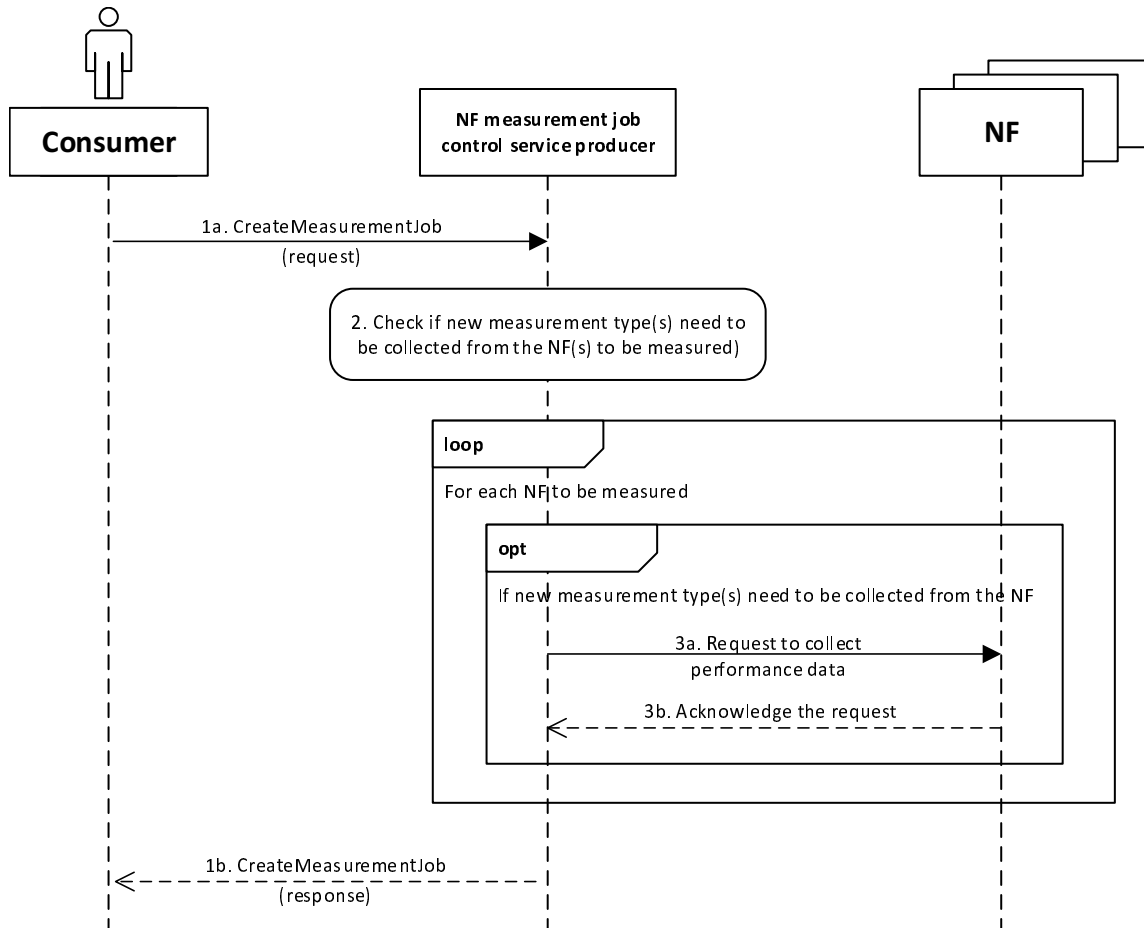 Consumer
NF measurement job
control service producer
NF
1a. CreateMeasurementJob
(request)
2. Check if new measurement type(s) need to
be collected from the NF(s) to be measured)
loop
For each NF to be measured
opt
If new measurement type(s) need to be collected from the NF
3a. Request to collect
performance data
3b. Acknowledge the request
1b. CreateMeasurementJob
(response)